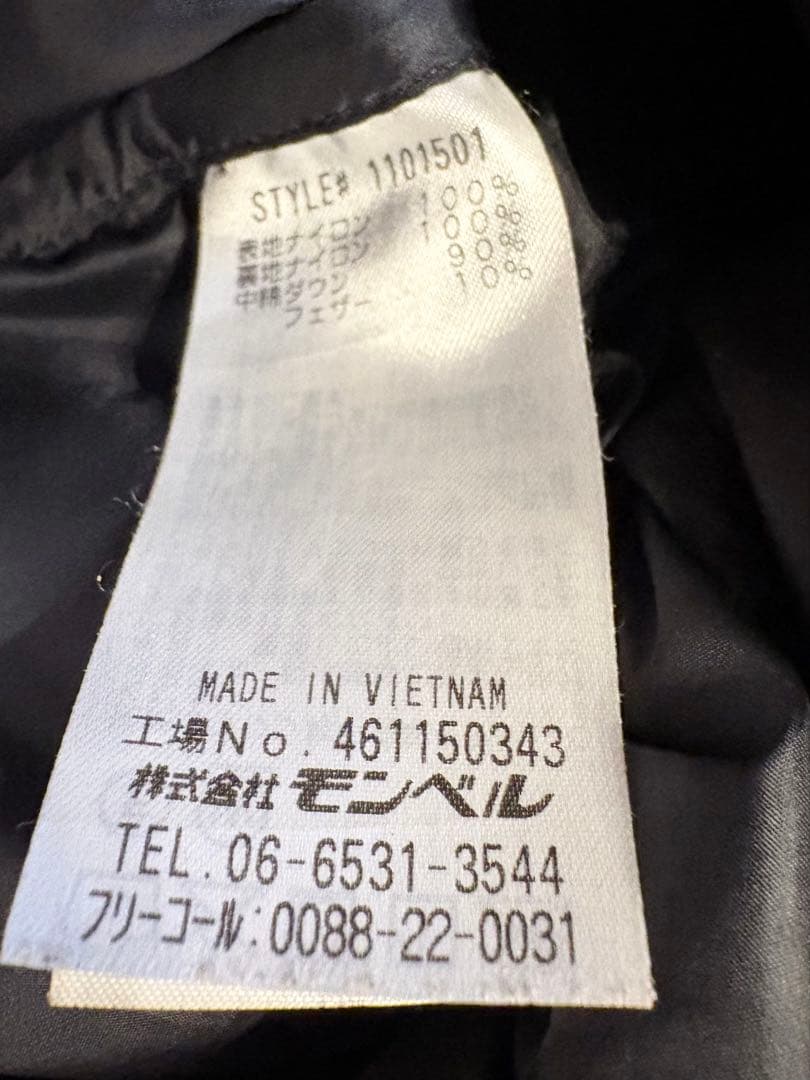 STYLE# 1101501
表地 ナイロン 100%
裏地 ナイロン 100%
中綿 ダウン 90%
フェザー 10%
MADE IN VIETNAM
工場No. 461150343
株式会社 モンベル
TEL. 06-6531-3544
フリーコール:0088-22-0031